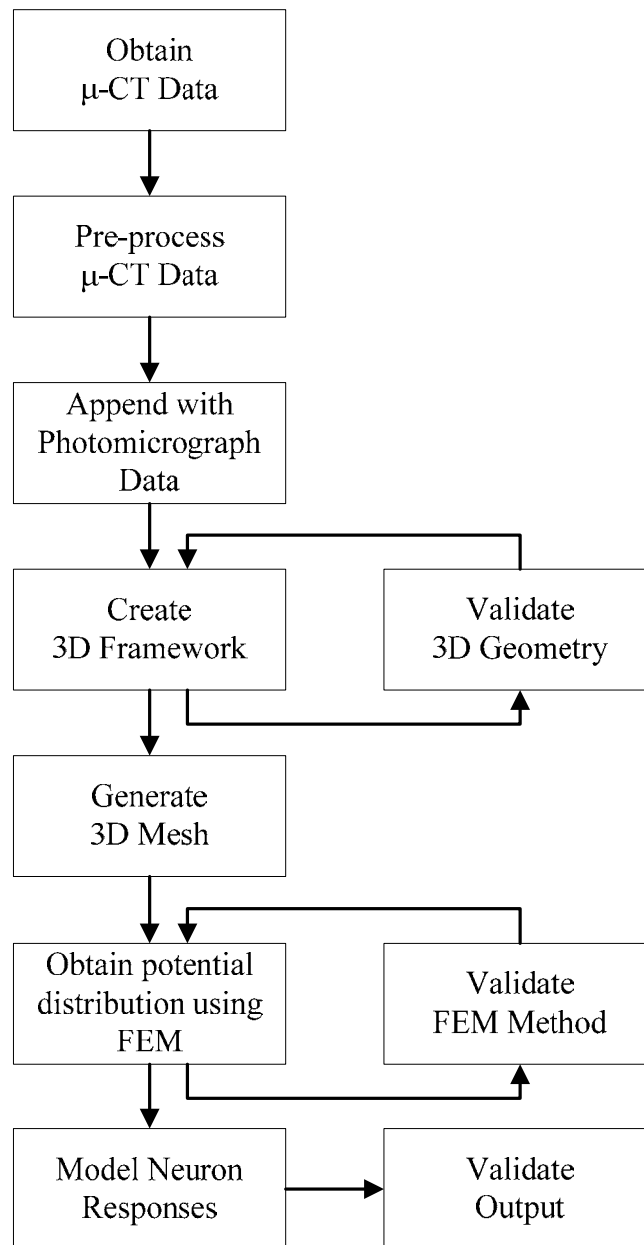 Obtain
μ-CT Data
Pre-process
μ-CT Data
Append with
Photomicrograph
Data
Create
3D Framework
Validate
3D Geometry
Generate
3D Mesh
Obtain potential
distribution using
FEM
Validate
FEM Method
Model Neuron
Responses
Validate
Output